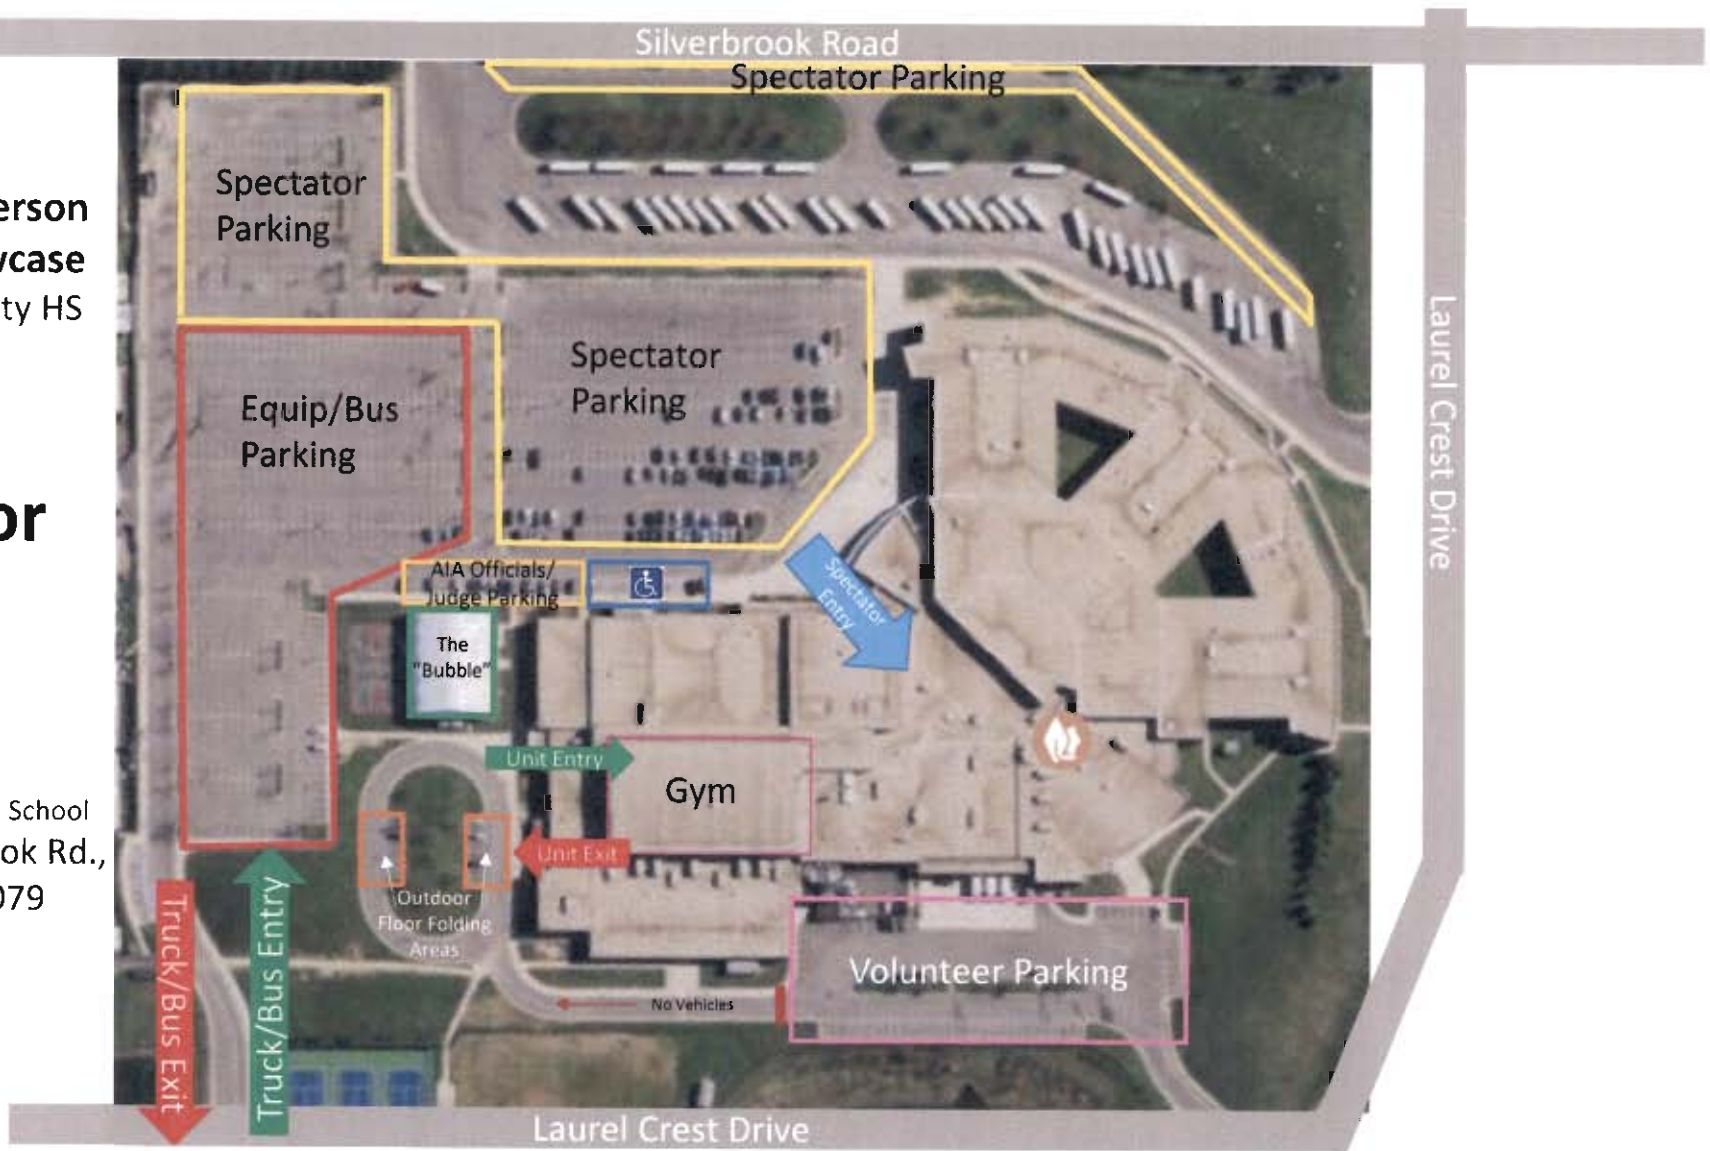 Silverbrook Road
Spectator Parking
erson
vcase
ty HS
or
School
ok Rd.,
079
Spectator
Parking
Spectator
Parking
Equip/Bus
Parking
AIA Officials/
Judge Parking
The
"Bubble"
Spectator
Entry
Unit Entry
Gym
Unit Exit
Outdoor
Floor Folding
Areas
Volunteer Parking
No Vehicles
Truck/Bus Exit
Truck/Bus Entry
Laurel Crest Drive
Laurel Crest Drive